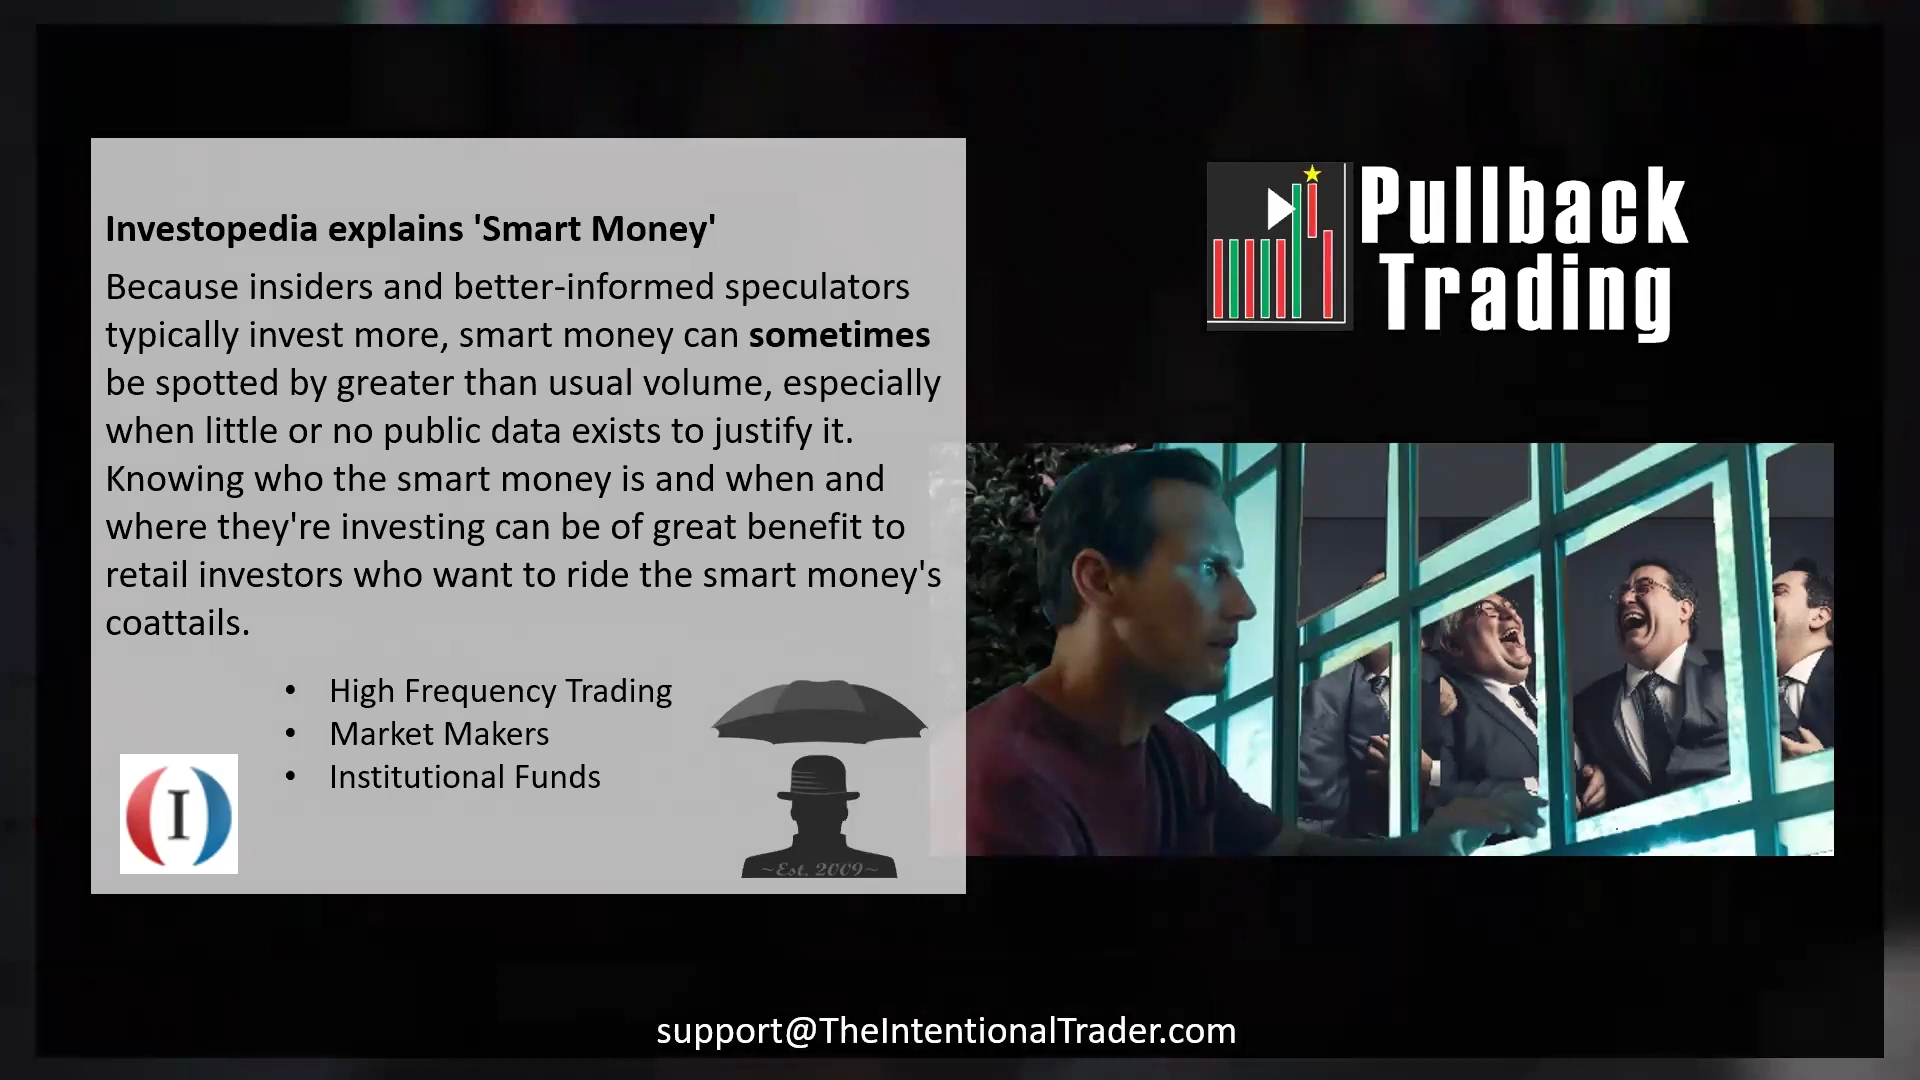 Investopedia explains 'Smart Money'
Because insiders and better-informed speculators
typically invest more, smart money can sometimes
be spotted by greater than usual volume, especially
when little or no public data exists to justify it.
Knowing who the smart money is and when and
where they're investing can be of great benefit to
retail investors who want to ride the smart money's
coattails.
• High Frequency Trading
• Market Makers
• Institutional Funds
I
~Est. 2009~
Pullback
Trading
support@TheIntentionalTrader.com